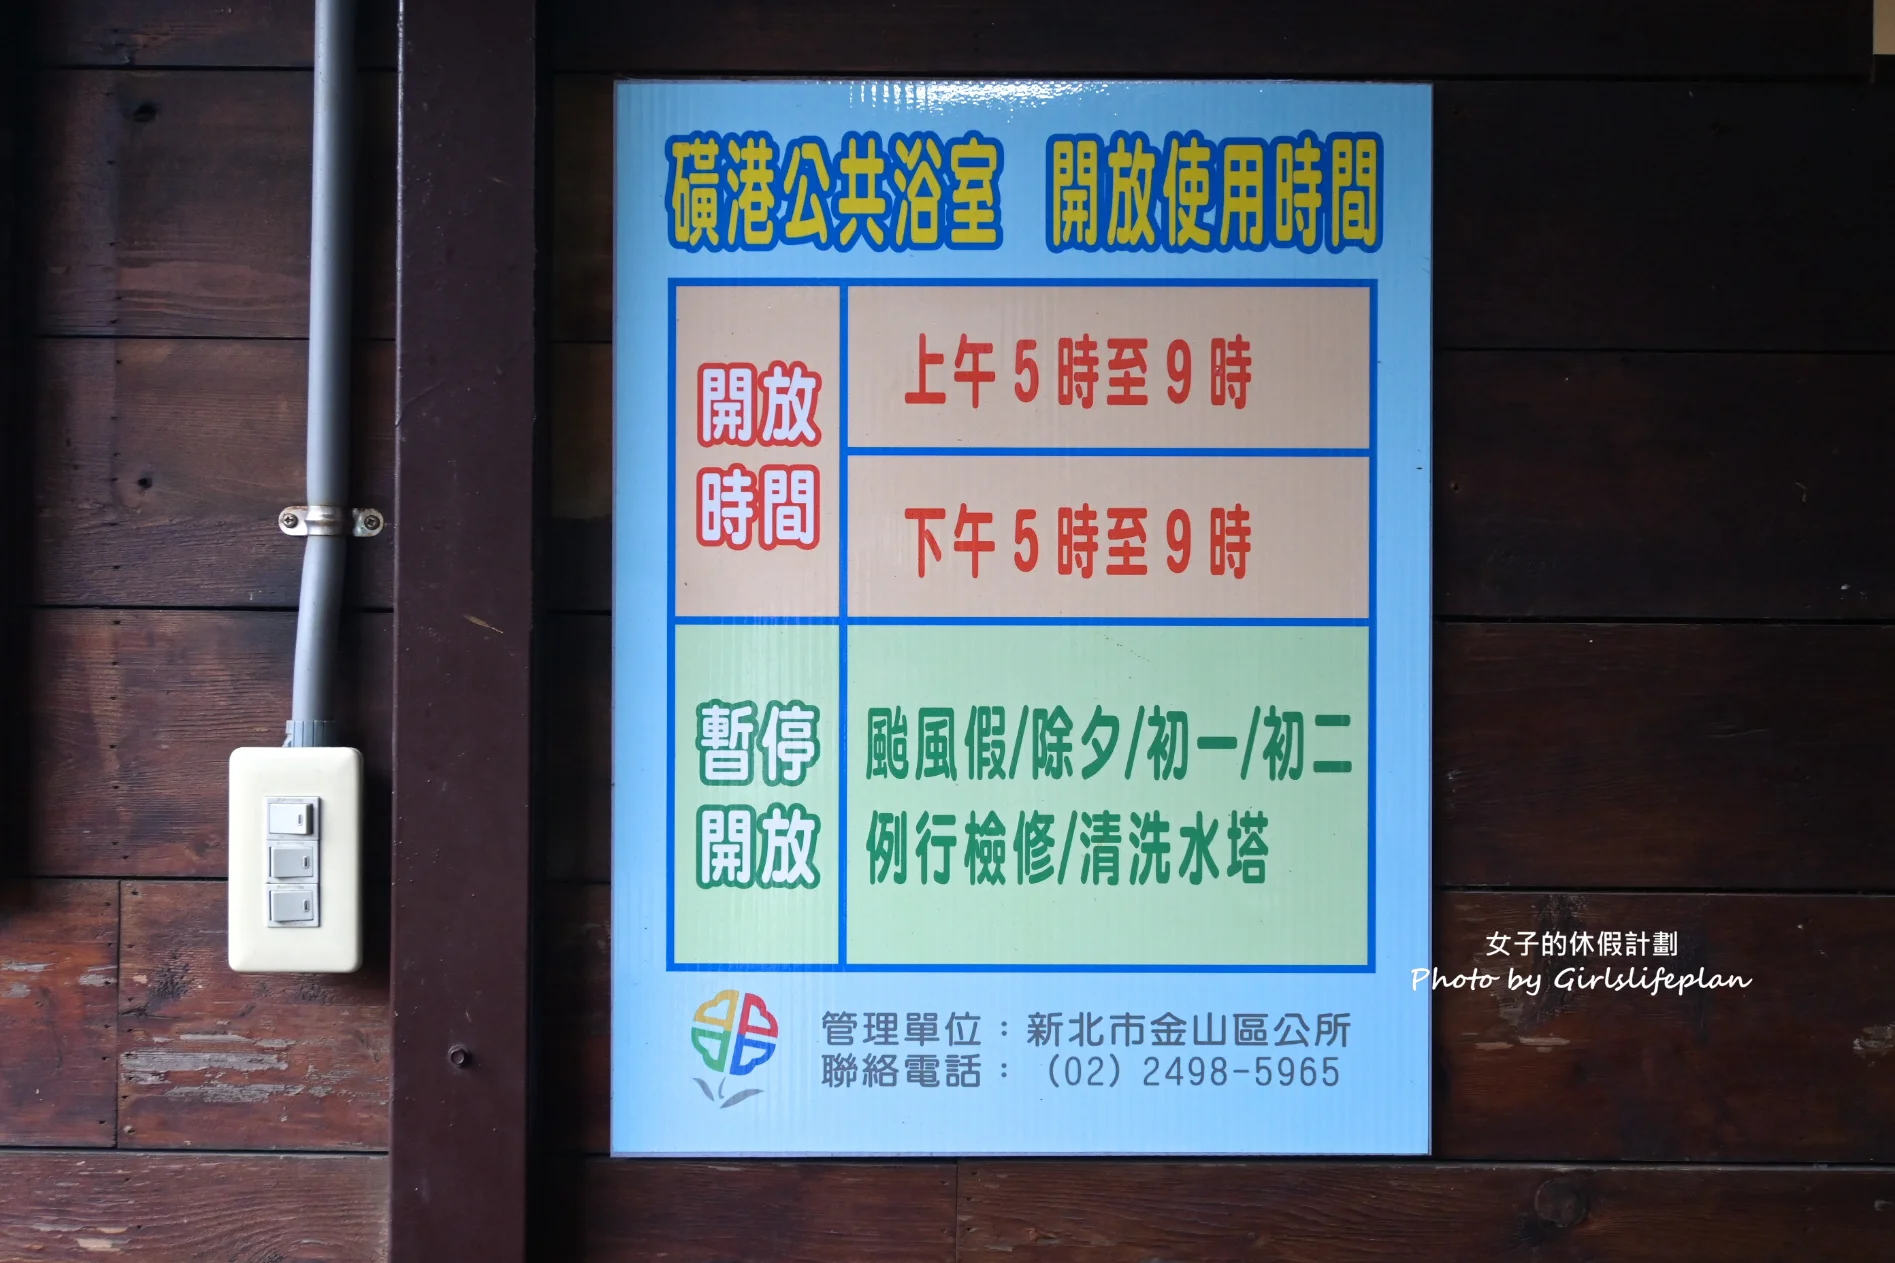 磺港公共浴室 開放使用時間
開放
時間
上午5時至9時
下午5時至9時
暫停
開放
颱風假/除夕/初一/初二
例行檢修/清洗水塔
管理單位：新北市金山區公所
聯絡電話：(02) 2498-5965
女子的休假計劃
Photo by Girlslifeplan